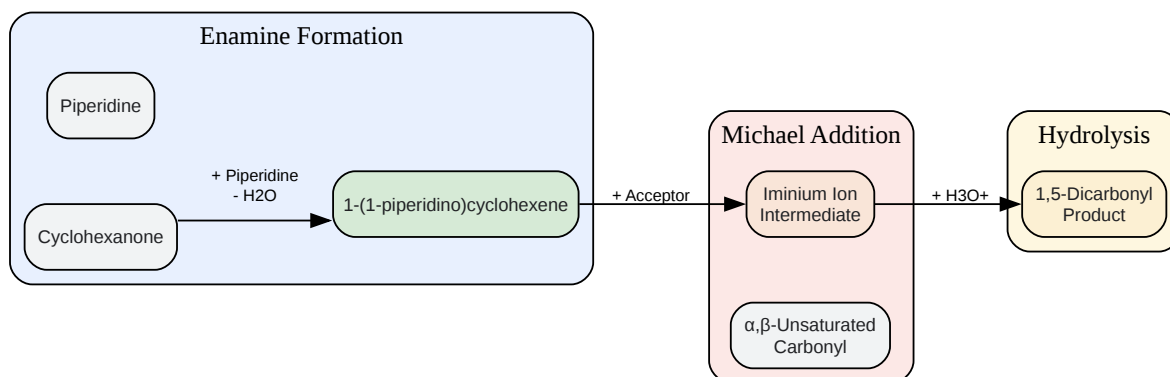 Enamine Formation
Piperidine
Cyclohexanone
+ Piperidine
- H2O
1-(1-piperidino)cyclohexene
+ Acceptor
Michael Addition
Iminium Ion
Intermediate
α,β-Unsaturated
Carbonyl
+ H3O+
Hydrolysis
1,5-Dicarbonyl
Product